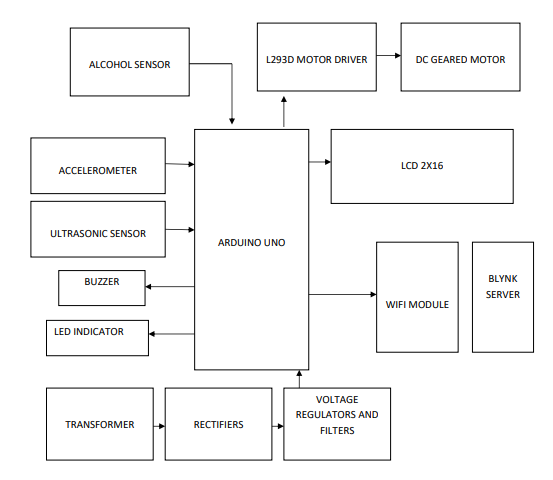 ALCOHOL SENSOR
L293D MOTOR DRIVER
DC GEARED MOTOR
ACCELEROMETER
LCD 2X16
ULTRASONIC SENSOR
ARDUINO UNO
BUZZER
WIFI MODULE
BLYNK
SERVER
LED INDICATOR
TRANSFORMER
RECTIFIERS
VOLTAGE
REGULATORS AND
FILTERS